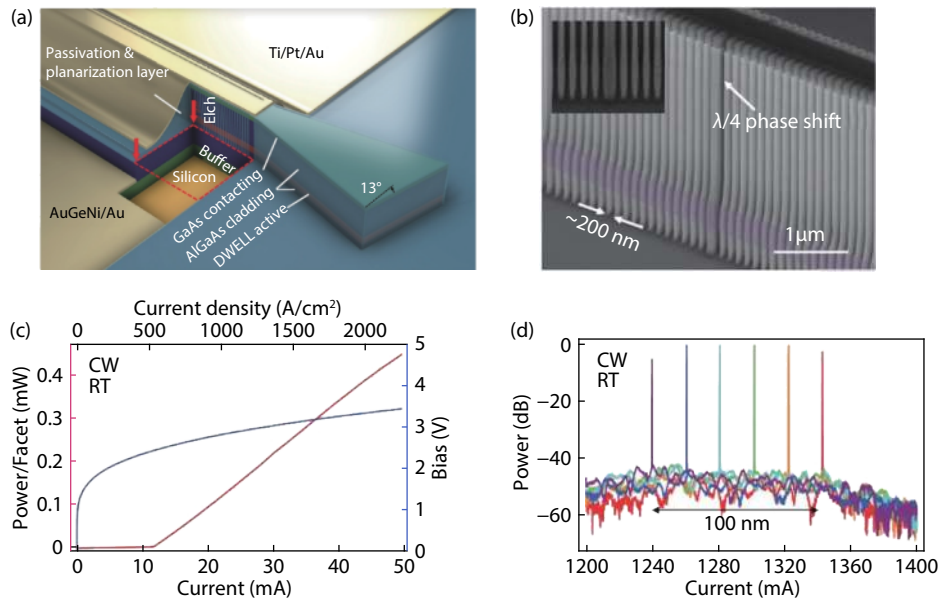 (a)
Passivation &
planarization layer
Ti/Pt/Au
Elch
Buffer
Silicon
AuGeNi/Au
GaAs contacting
AlGaAs cladding
DWELL active
13°
(b)
λ/4 phase shift
~200 nm
1μm
(c)
Current density (A/cm²)
0 500 1000 1500 2000
CW
RT
Power/Facet (mW)
0.4
0.3
0.2
0.1
0
5
4
3
2
1
0
Bias (V)
0 10 20 30 40 50
Current (mA)
(d)
CW
RT
Power (dB)
0
−20
−40
−60
100 nm
1200 1240 1280 1320 1360 1400
Current (mA)